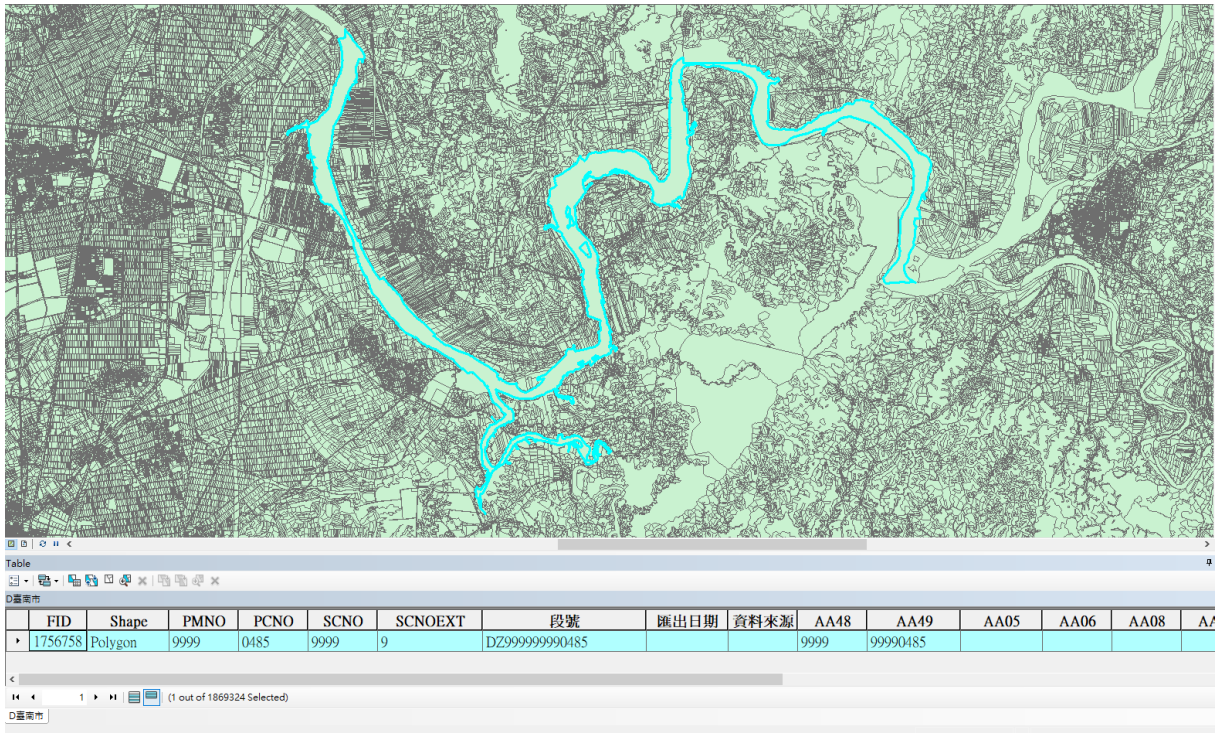 Table
D臺南市
FID Shape PMNO PCNO SCNO SCNOEXT 段號 匯出日期 資料來源 AA48 AA49 AA05 AA06 AA08 AA
1756758 Polygon 9999 0485 9999 9 DZ999999990485 9999 99990485
1 (1 out of 1869324 Selected)
D臺南市